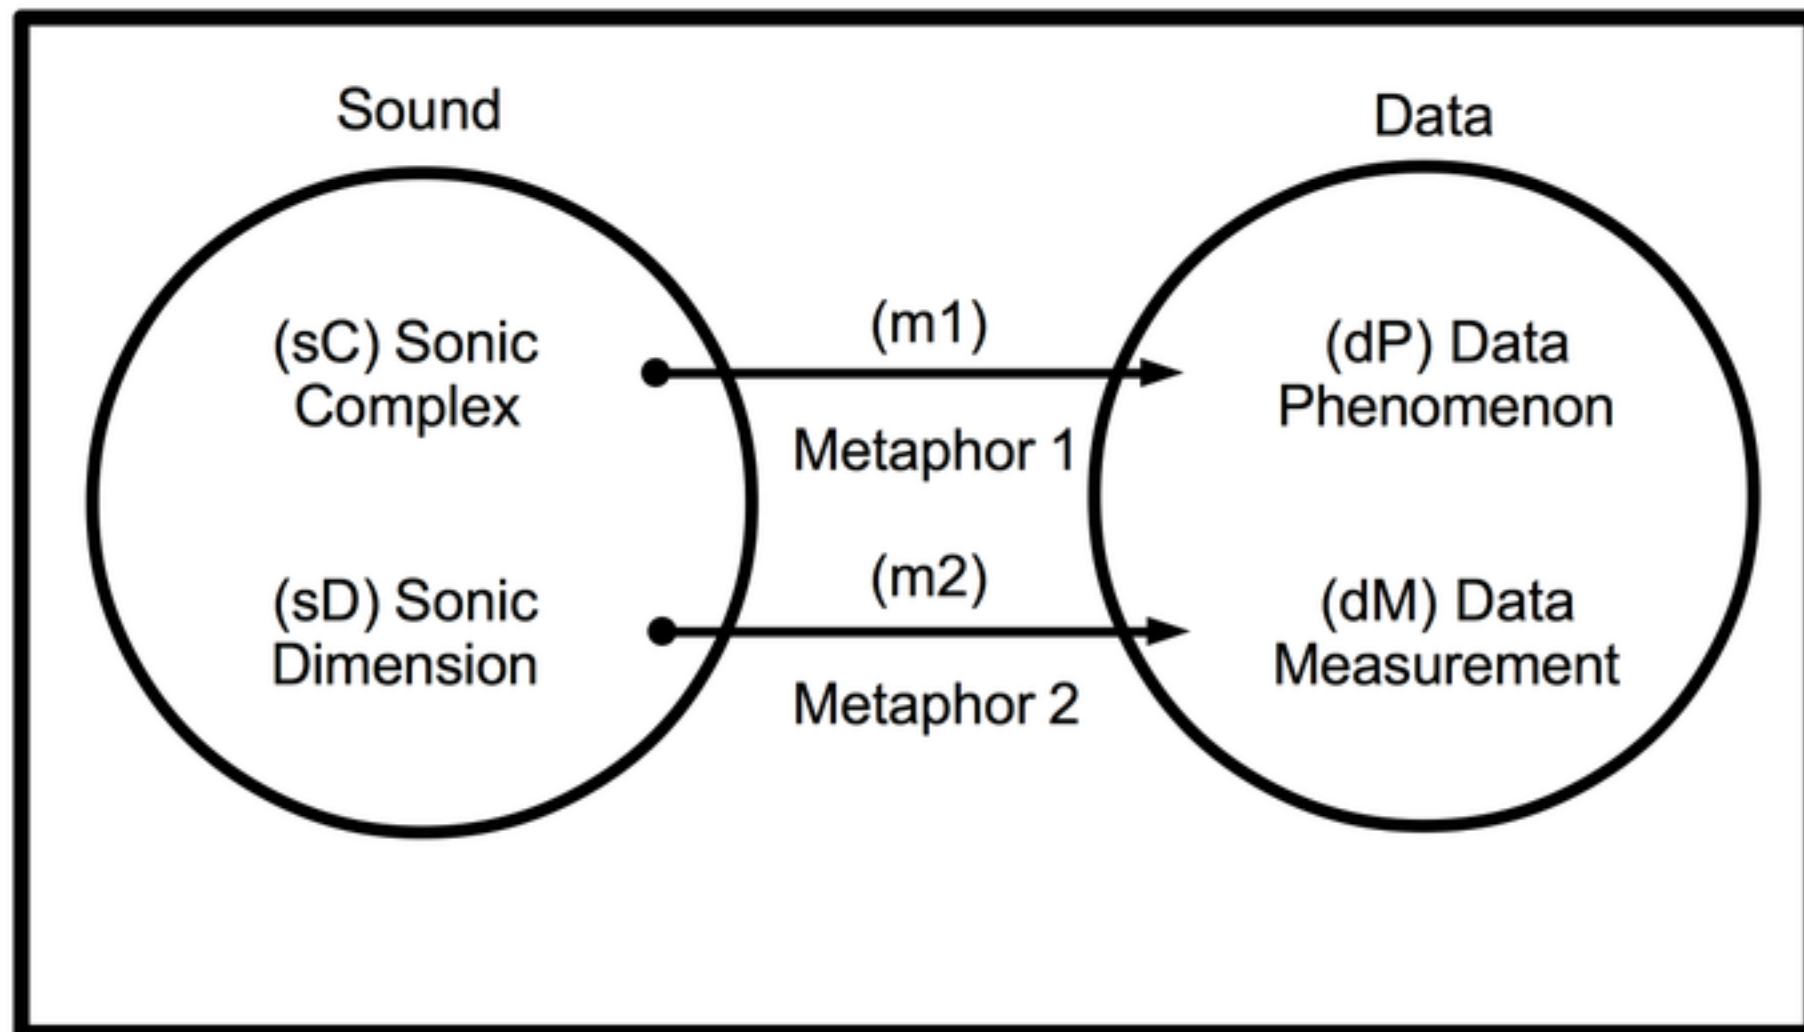 Sound
Data
(sC) Sonic
Complex
(m1)
Metaphor 1
(dP) Data
Phenomenon
(sD) Sonic
Dimension
(m2)
Metaphor 2
(dM) Data
Measurement